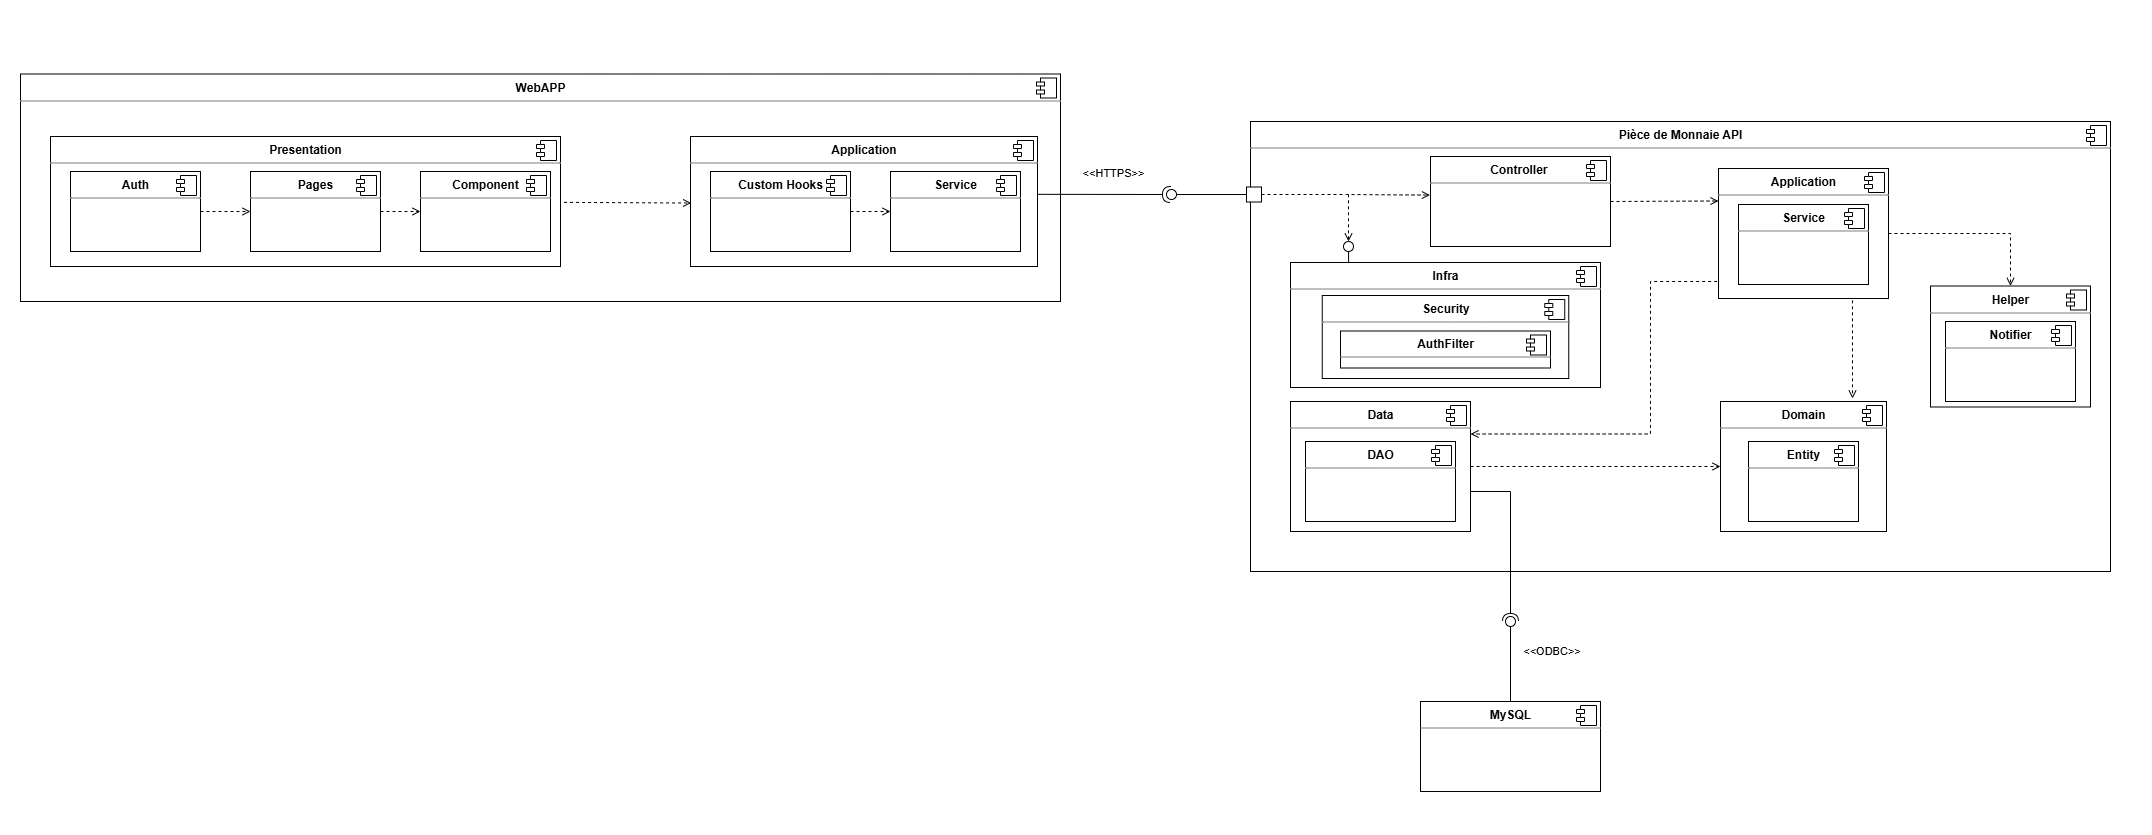 WebAPP
Presentation
Auth
Pages
Component
Application
Custom Hooks
Service
<<HTTPS>>
Pièce de Monnaie API
Controller
Application
Service
Infra
Security
AuthFilter
Helper
Notifier
Data
DAO
Domain
Entity
<<ODBC>>
MySQL